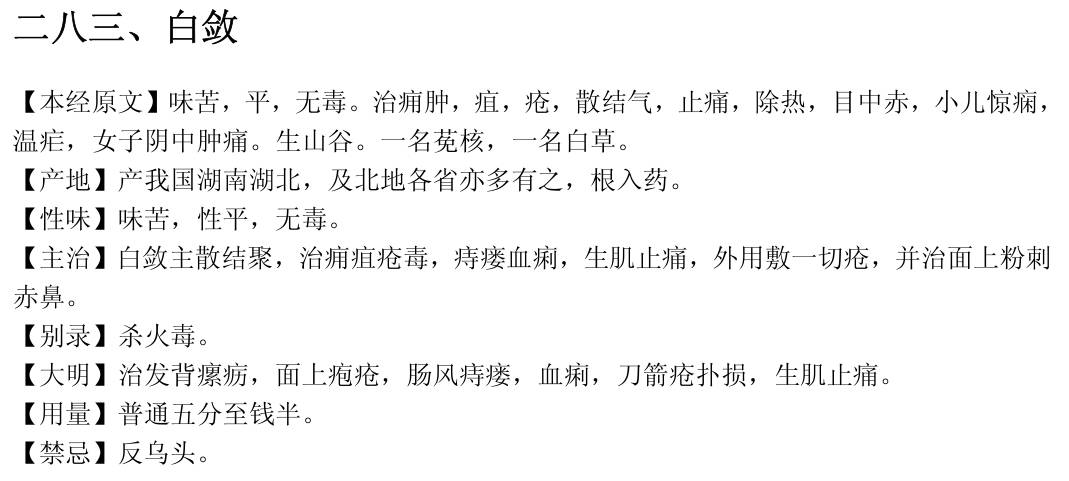 二八三、白敛
【本经原文】味苦，平，无毒。治痈肿，疽，疮，散结气，止痛，除热，目中赤，小儿惊痫，
温疟，女子阴中肿痛。生山谷。一名菟核，一名白草。
【产地】产我国湖南湖北，及北地各省亦多有之，根入药。
【性味】味苦，性平，无毒。
【主治】白敛主散结聚，治痈疽疮毒，痔瘘血痢，生肌止痛，外用敷一切疮，并治面上粉刺
赤鼻。
【别录】杀火毒。
【大明】治发背瘰疬，面上疱疮，肠风痔瘘，血痢，刀箭疮扑损，生肌止痛。
【用量】普通五分至钱半。
【禁忌】反乌头。